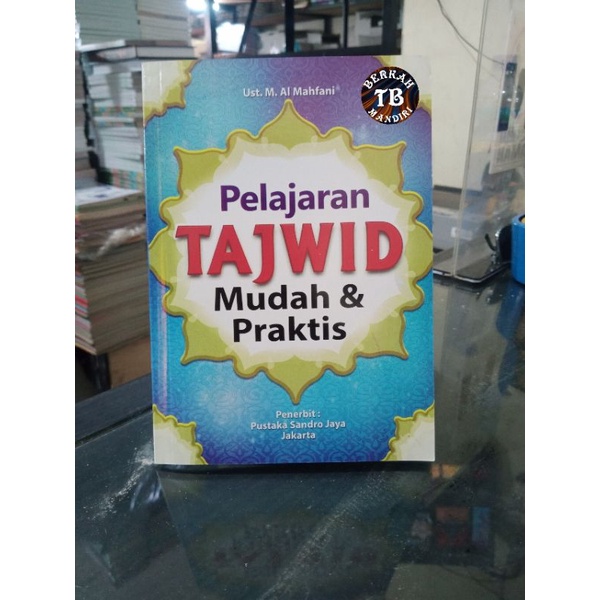 Ust. M. Al Mahfani
BERKAH
TB
MANDIRI
Pelajaran
TAJWID
Mudah &
Praktis
Penerbit :
Pustaka Sandro Jaya
Jakarta